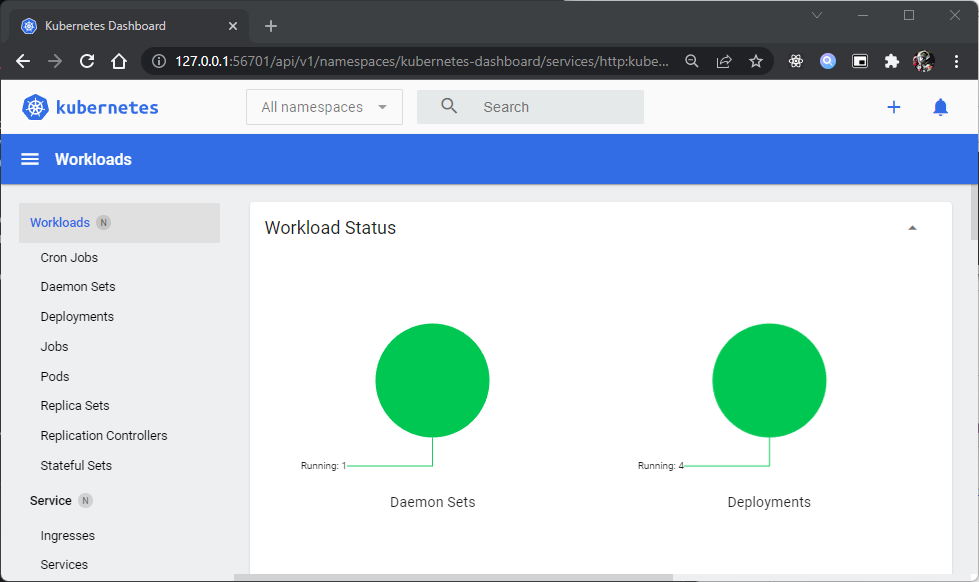 Kubernetes Dashboard
127.0.0.1:56701/api/v1/namespaces/kubernetes-dashboard/services/http:kube...
kubernetes
All namespaces
Search
Workloads
Workloads N
Cron Jobs
Daemon Sets
Deployments
Jobs
Pods
Replica Sets
Replication Controllers
Stateful Sets
Service N
Ingresses
Services
Workload Status
Running: 1
Daemon Sets
Running: 4
Deployments